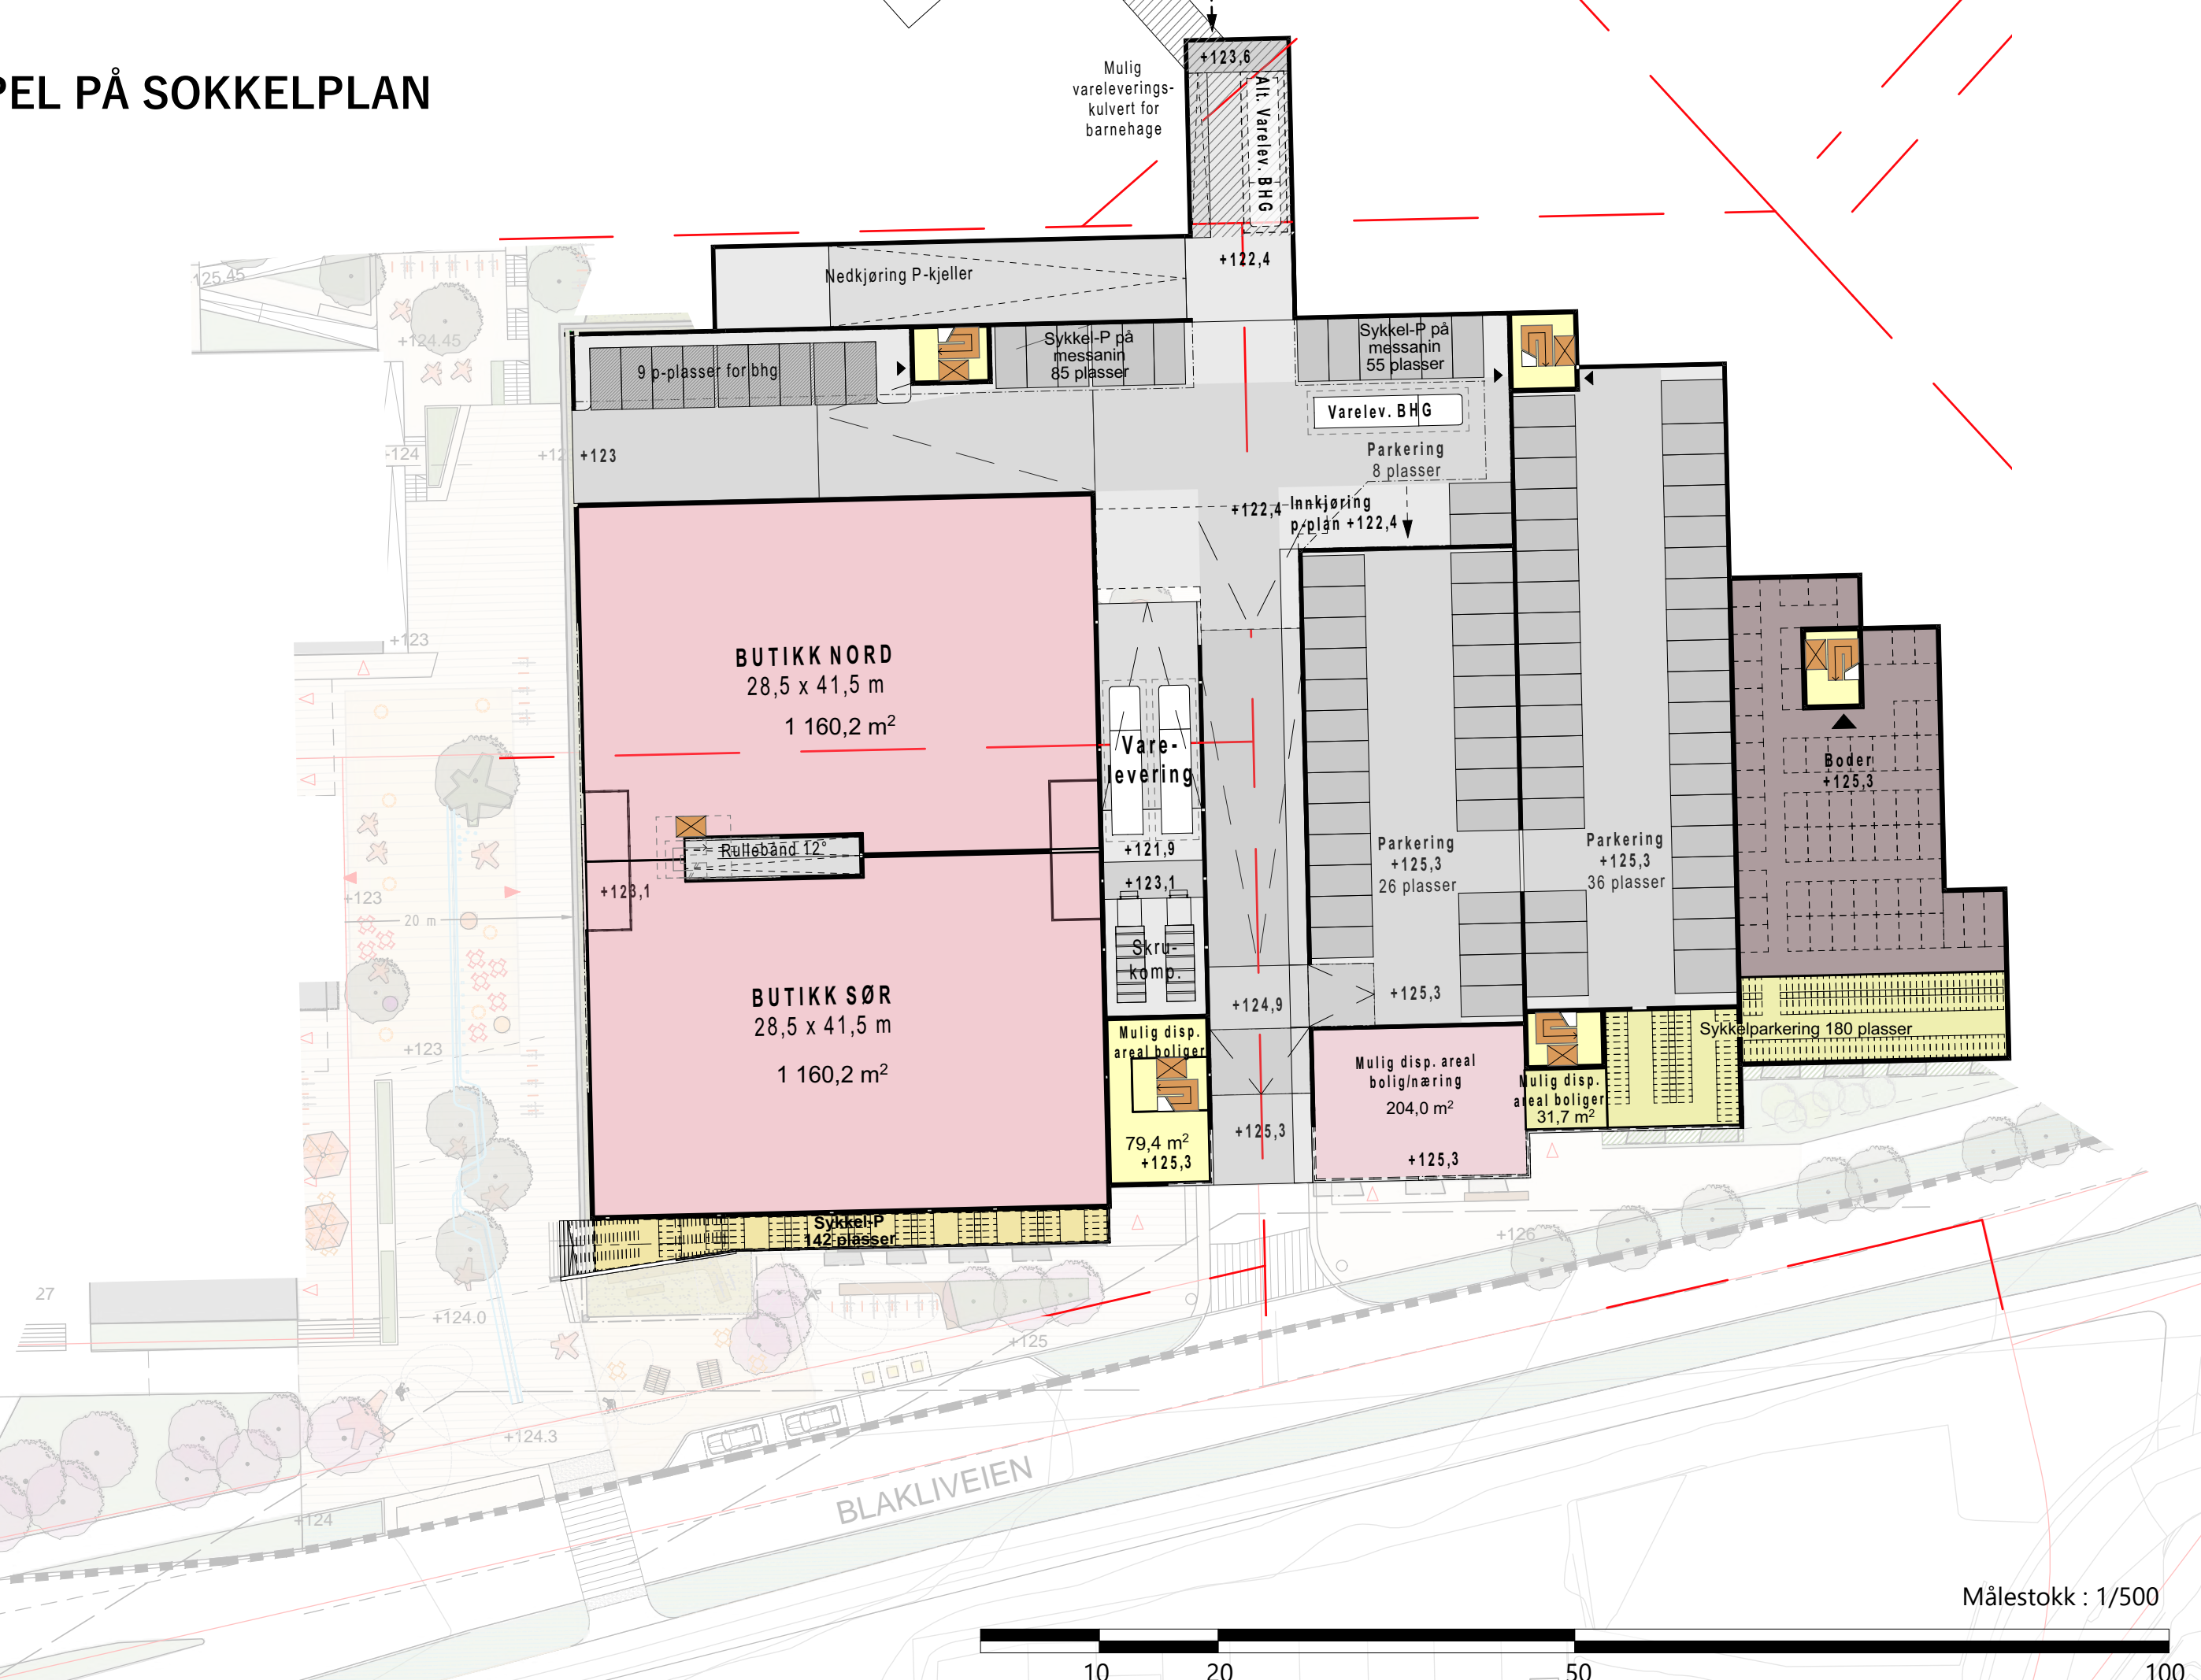 PEL PÅ SOKKELPLAN
Mulig
vareleverings-
kulvert for
barnehage
+123,6
Alt. Varelev. BHG
+122,4
Nedkjøring P-kjeller
125.45
+124.45
9 p-plasser for bhg
Sykkel-P på
messanin
85 plasser
Sykkel-P på
messanin
55 plasser
Varelev. BHG
Parkering
8 plasser
-124
+123
+122,4
Innkjøring
p-plan +122,4
+123
BUTIKK NORD
28,5 x 41,5 m
1 160,2 m²
Vare-
levering
Boder
+125,3
Rullebånd 12°
+121,9
Parkering
+125,3
26 plasser
Parkering
+125,3
36 plasser
+123,1
+123,1
+123
20 m
Skru-
komp.
BUTIKK SØR
28,5 x 41,5 m
1 160,2 m²
+124,9
+125,3
+123
Mulig disp.
areal boliger
79,4 m²
+125,3
+125,3
Mulig disp. areal
bolig/næring
204,0 m²
+125,3
Mulig disp.
areal boliger
31,7 m²
Sykkelparkering 180 plasser
Sykkel-P
142 plasser
+126
27
+124.0
+125
+124.3
+124
BLAKLIVEIEN
Målestokk : 1/500
10 20 50 100